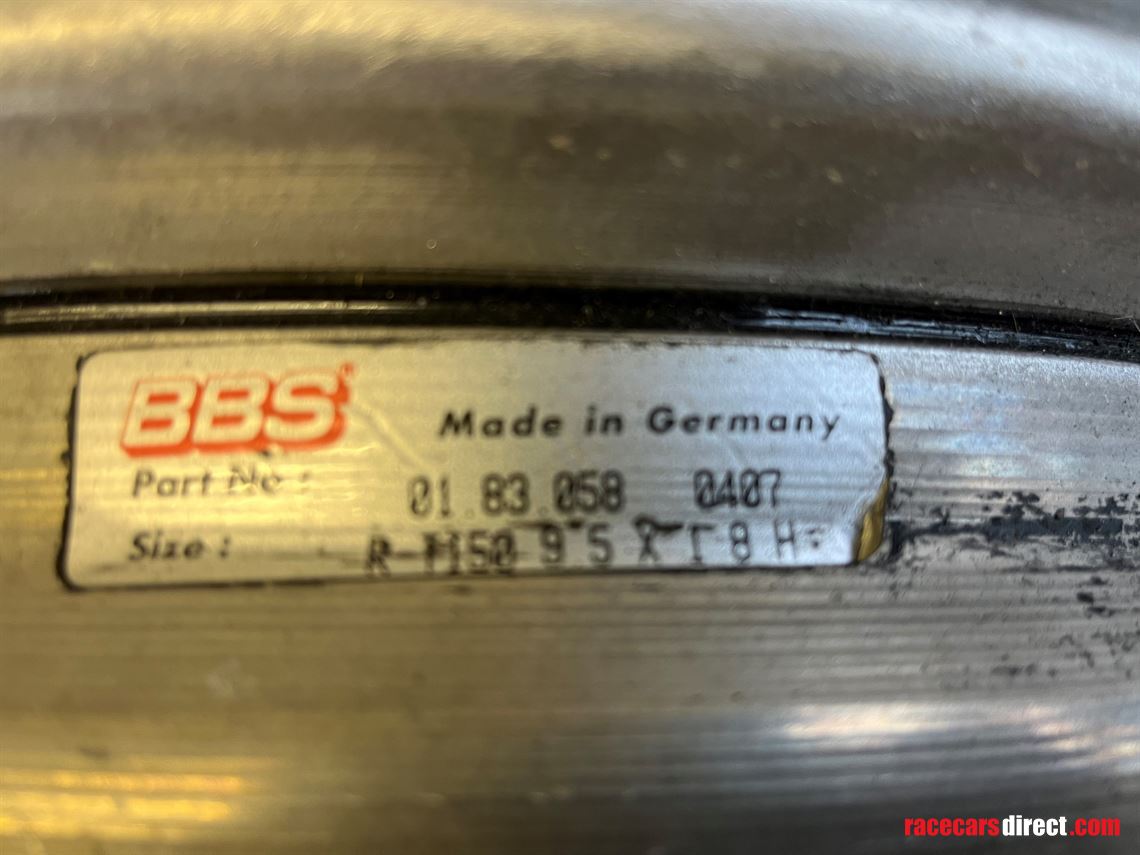 BBS
Made in Germany
Part No :
01.83.058 0407
Size :
9 5 X 1 8 H
racecarsdirect.com